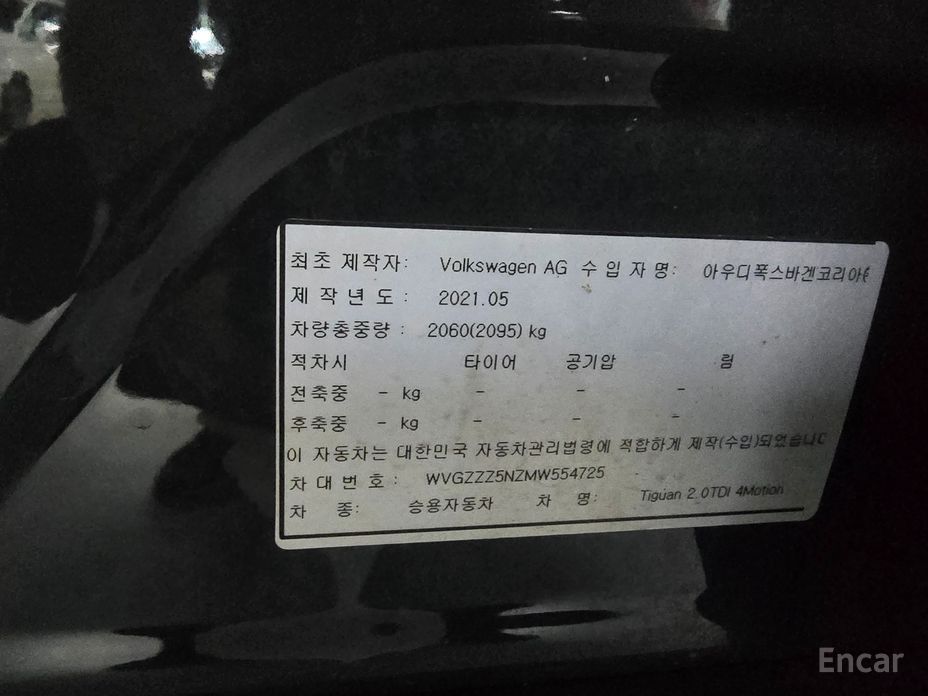 최초 제작자: Volkswagen AG 수 입 자 명: 아우디폭스바겐코리아
제 작 년 도 : 2021.05
차량총중량 : 2060(2095) kg
적차시 타이어 공기압 림
전축중 - kg - - -
후축중 - kg - - -
이 자동차는 대한민국 자동차관리법령에 적합하게 제작(수입)되었습니다
차 대 번 호 : WVGZZZ5NZMW554725
차 종: 승용자동차 차 명: Tiguan 2.0TDI 4Motion
Encar